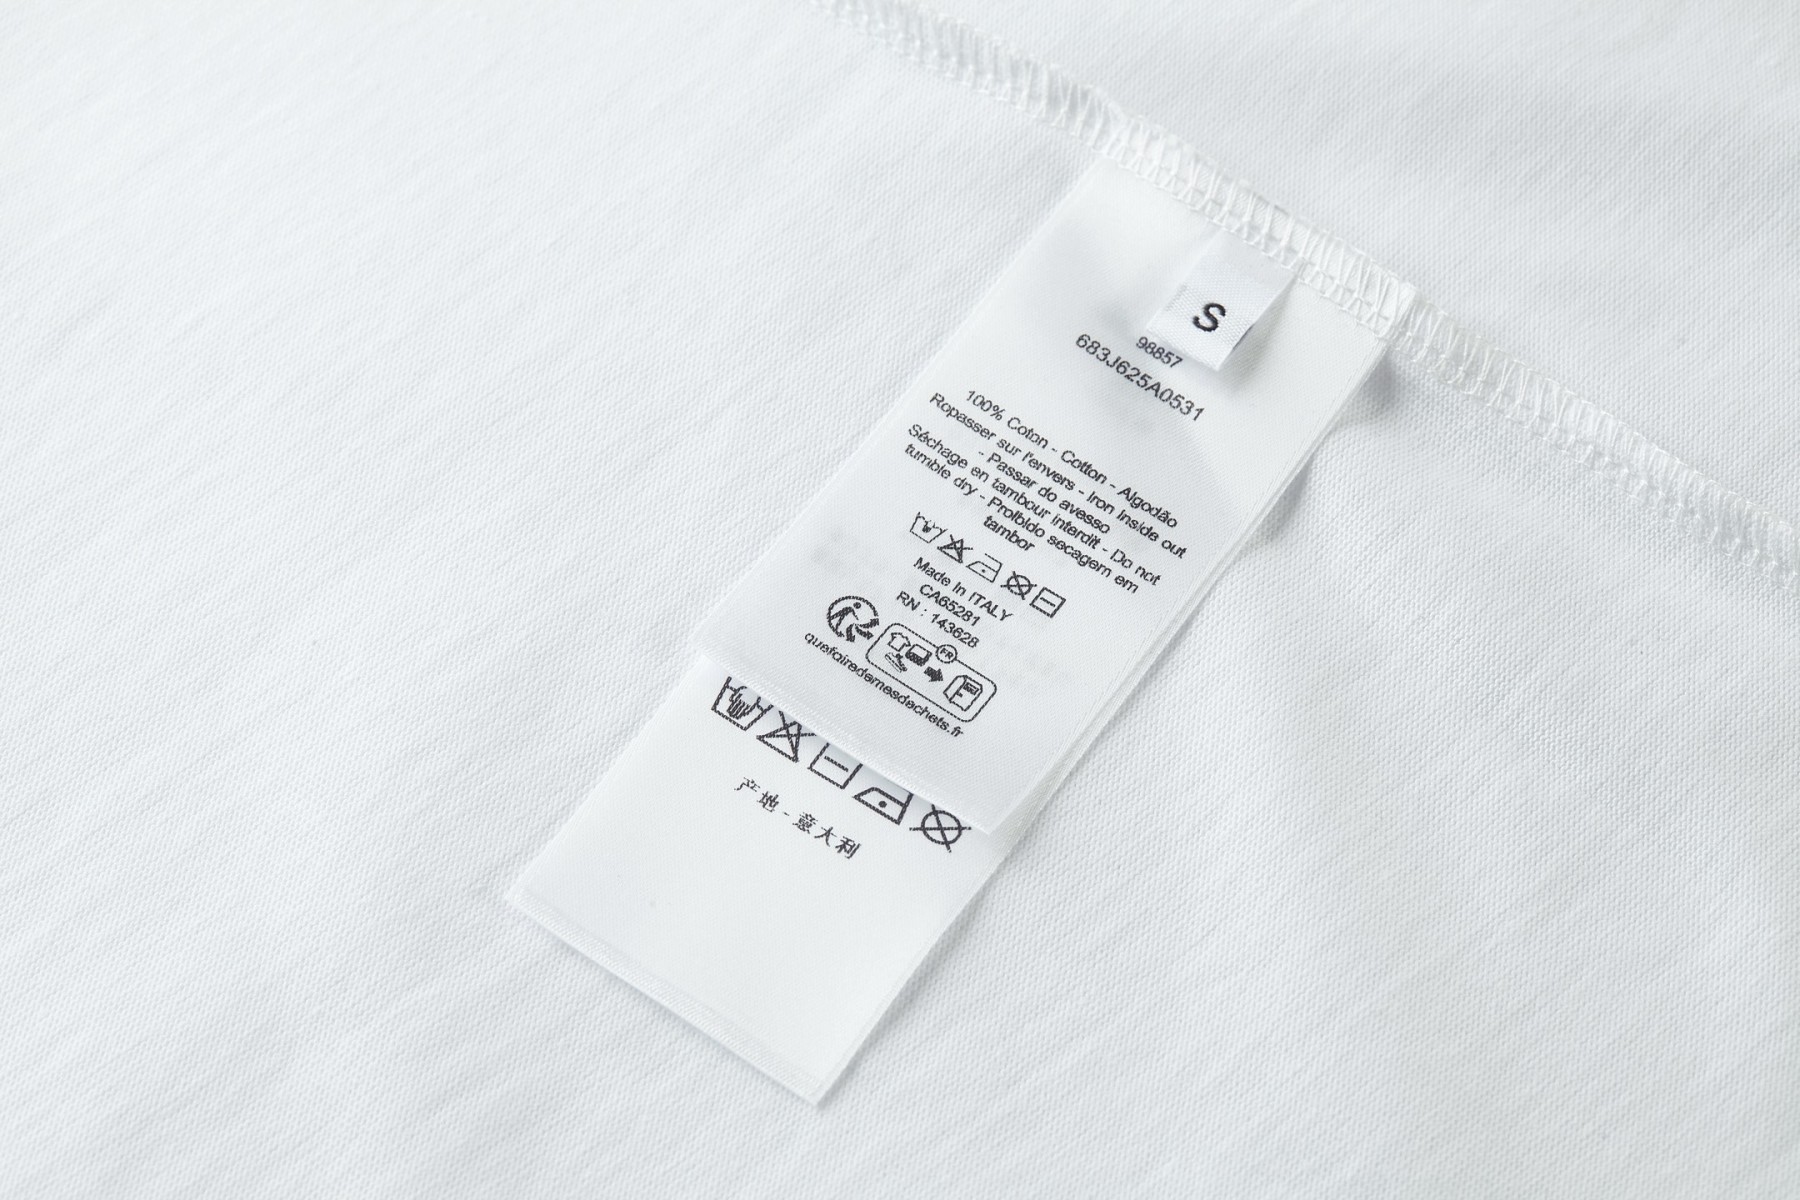 S
98857
683J625A0531
100% Coton - Cotton - Algodão
Ropasser sur l'envers - Iron Inside out
- Passar do avesso
Séchage en tambour interdit - Do not
tumble dry - Proibido secagem em
tambor
Made In ITALY
CA65281
RN : 143628
FR
quefairedemesdechets.fr
产地 - 意大利